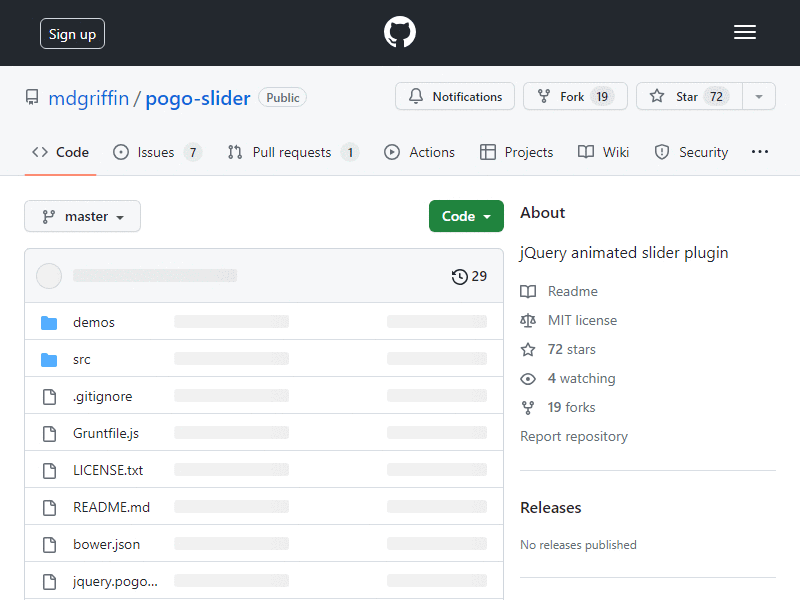 Sign up
mdgriffin / pogo-slider Public
Notifications Fork 19 Star 72
Code Issues 7 Pull requests 1 Actions Projects Wiki Security
master Code
29
demos
src
.gitignore
Gruntfile.js
LICENSE.txt
README.md
bower.json
jquery.pogo...
About
jQuery animated slider plugin
Readme
MIT license
72 stars
4 watching
19 forks
Report repository
Releases
No releases published